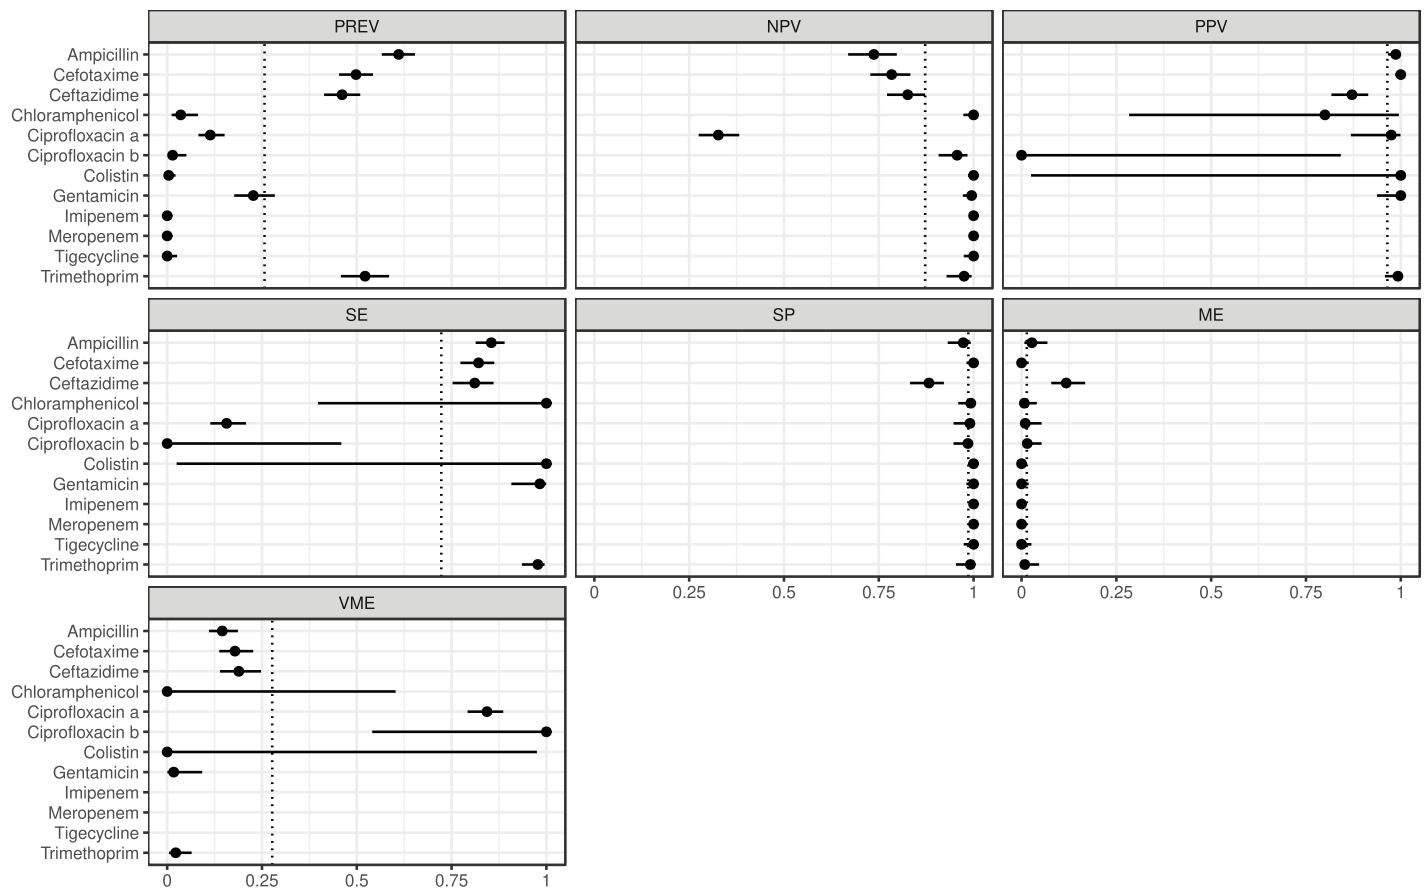 PREV NPV PPV
Ampicillin
Cefotaxime
Ceftazidime
Chloramphenicol
Ciprofloxacin a
Ciprofloxacin b
Colistin
Gentamicin
Imipenem
Meropenem
Tigecycline
Trimethoprim
SE SP ME
Ampicillin
Cefotaxime
Ceftazidime
Chloramphenicol
Ciprofloxacin a
Ciprofloxacin b
Colistin
Gentamicin
Imipenem
Meropenem
Tigecycline
Trimethoprim
0 0.25 0.5 0.75 1 0 0.25 0.5 0.75 1
VME
Ampicillin
Cefotaxime
Ceftazidime
Chloramphenicol
Ciprofloxacin a
Ciprofloxacin b
Colistin
Gentamicin
Imipenem
Meropenem
Tigecycline
Trimethoprim
0 0.25 0.5 0.75 1